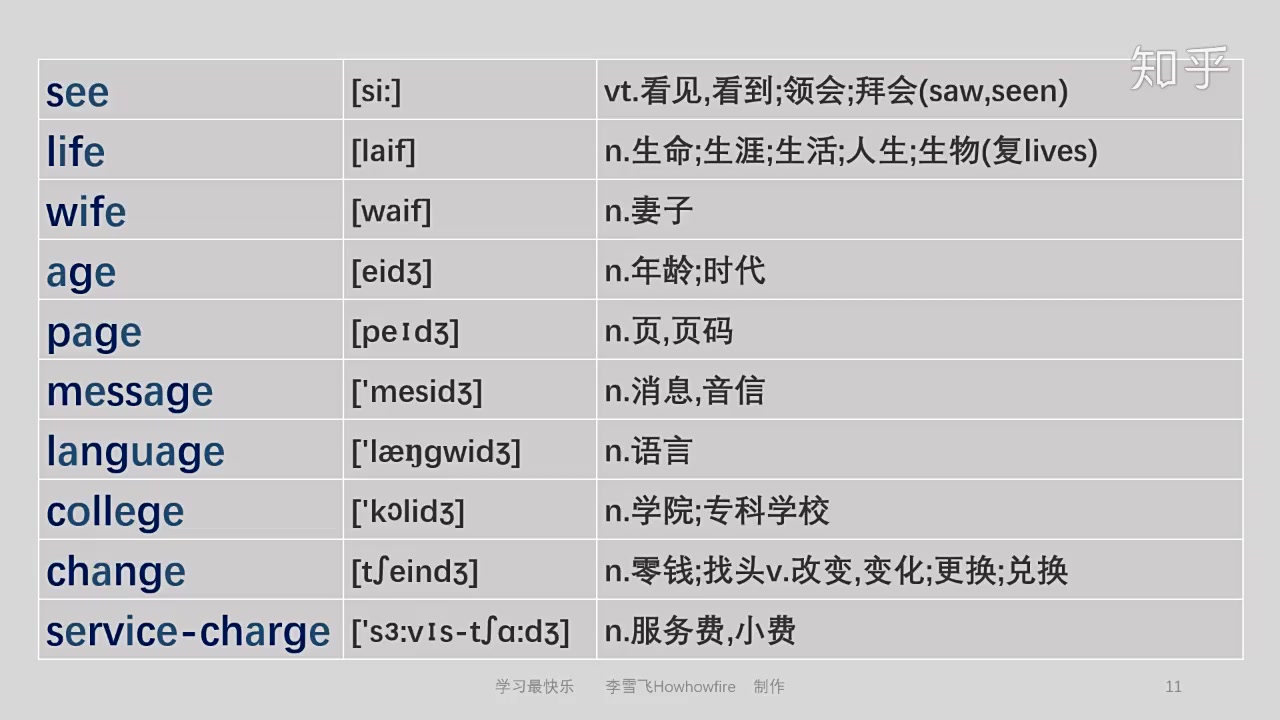 知乎
see [si:] vt.看见,看到;领会;拜会(saw,seen)
life [laif] n.生命;生涯;生活;人生;生物(复lives)
wife [waif] n.妻子
age [eidʒ] n.年龄;时代
page [peɪdʒ] n.页,页码
message ['mesidʒ] n.消息,音信
language ['læŋgwidʒ] n.语言
college ['kɔlidʒ] n.学院;专科学校
change [tʃeindʒ] n.零钱;找头v.改变,变化;更换;兑换
service-charge ['sɜ:vɪs-tʃɑ:dʒ] n.服务费,小费
学习最快乐 李雪飞Howhowfire 制作 11